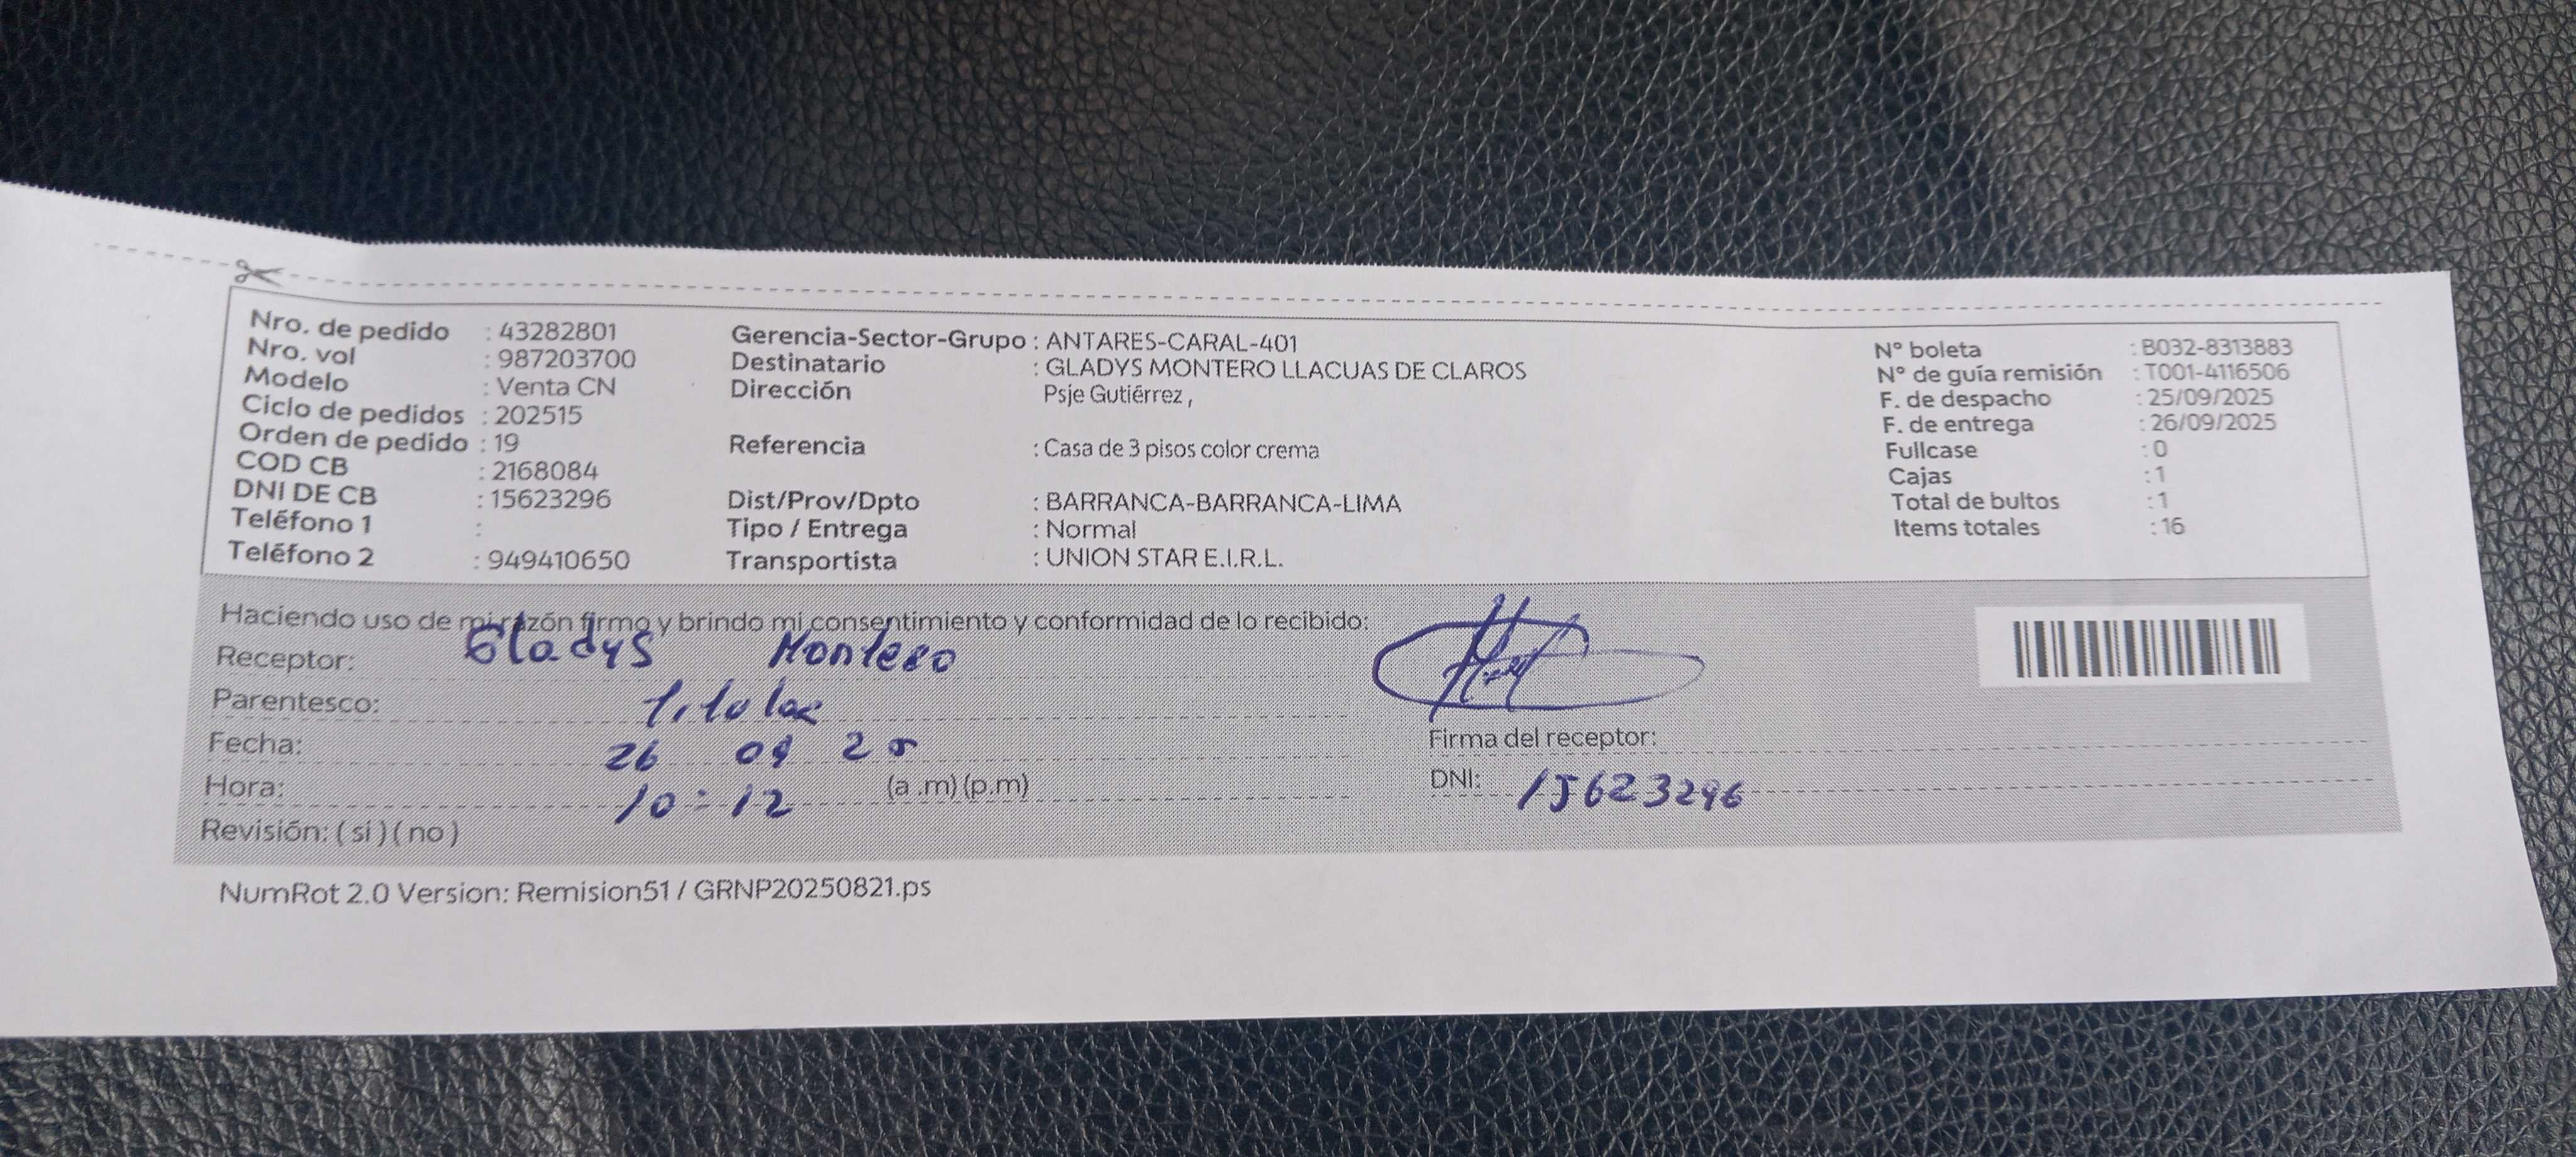 Nro. de pedido : 43282801
Nro. vol : 987203700
Modelo : Venta CN
Ciclo de pedidos : 202515
Orden de pedido : 19
COD CB : 2168084
DNI DE CB : 15623296
Teléfono 1 :
Teléfono 2 : 949410650
Gerencia-Sector-Grupo : ANTARES-CARAL-401
Destinatario : GLADYS MONTERO LLACUAS DE CLAROS
Dirección Psje Gutiérrez ,
Referencia : Casa de 3 pisos color crema
Dist/Prov/Dpto : BARRANCA-BARRANCA-LIMA
Tipo / Entrega : Normal
Transportista : UNION STAR E.I.R.L.
N° boleta : B032-8313883
N° de guía remisión : T001-4116506
F. de despacho : 25/09/2025
F. de entrega : 26/09/2025
Fullcase : 0
Cajas : 1
Total de bultos : 1
Items totales : 16
Haciendo uso de mi razón firmo y brindo mi consentimiento y conformidad de lo recibido:
Receptor: Gladys Montero
Parentesco: Titular
Fecha: 26 09 25
Hora: 10:12 (a .m) (p.m)
Revisión: ( si ) ( no )
Firma del receptor:
DNI: 15623296
NumRot 2.0 Version: Remision51 / GRNP20250821.ps